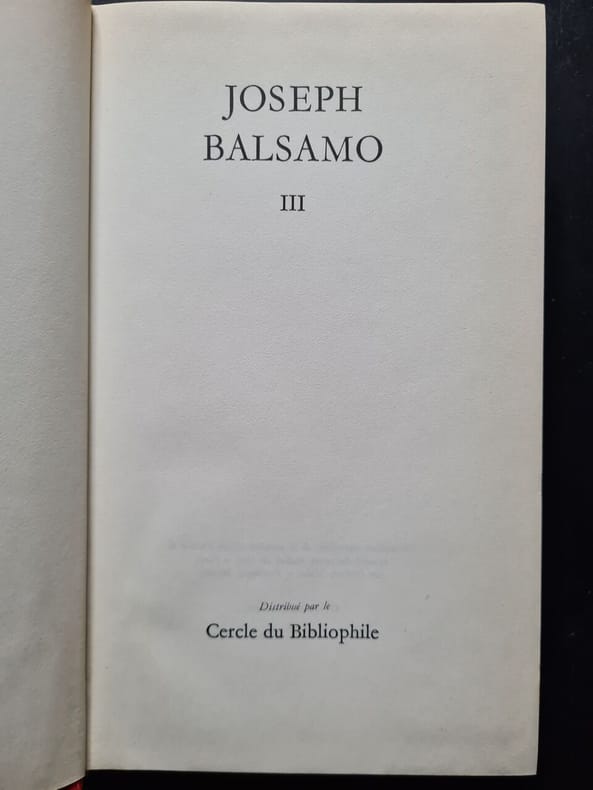 JOSEPH
BALSAMO
III
Distribué par le
Cercle du Bibliophile